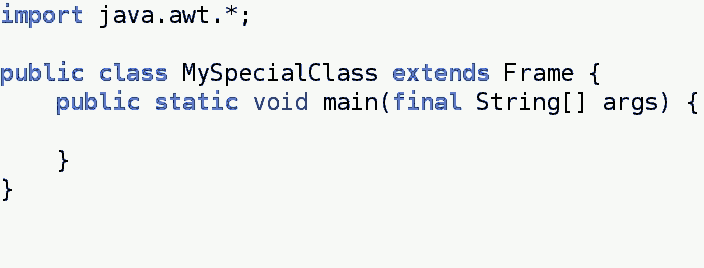 import java.awt.*;
public class MySpecialClass extends Frame {
    public static void main(final String[] args) {
    }
}